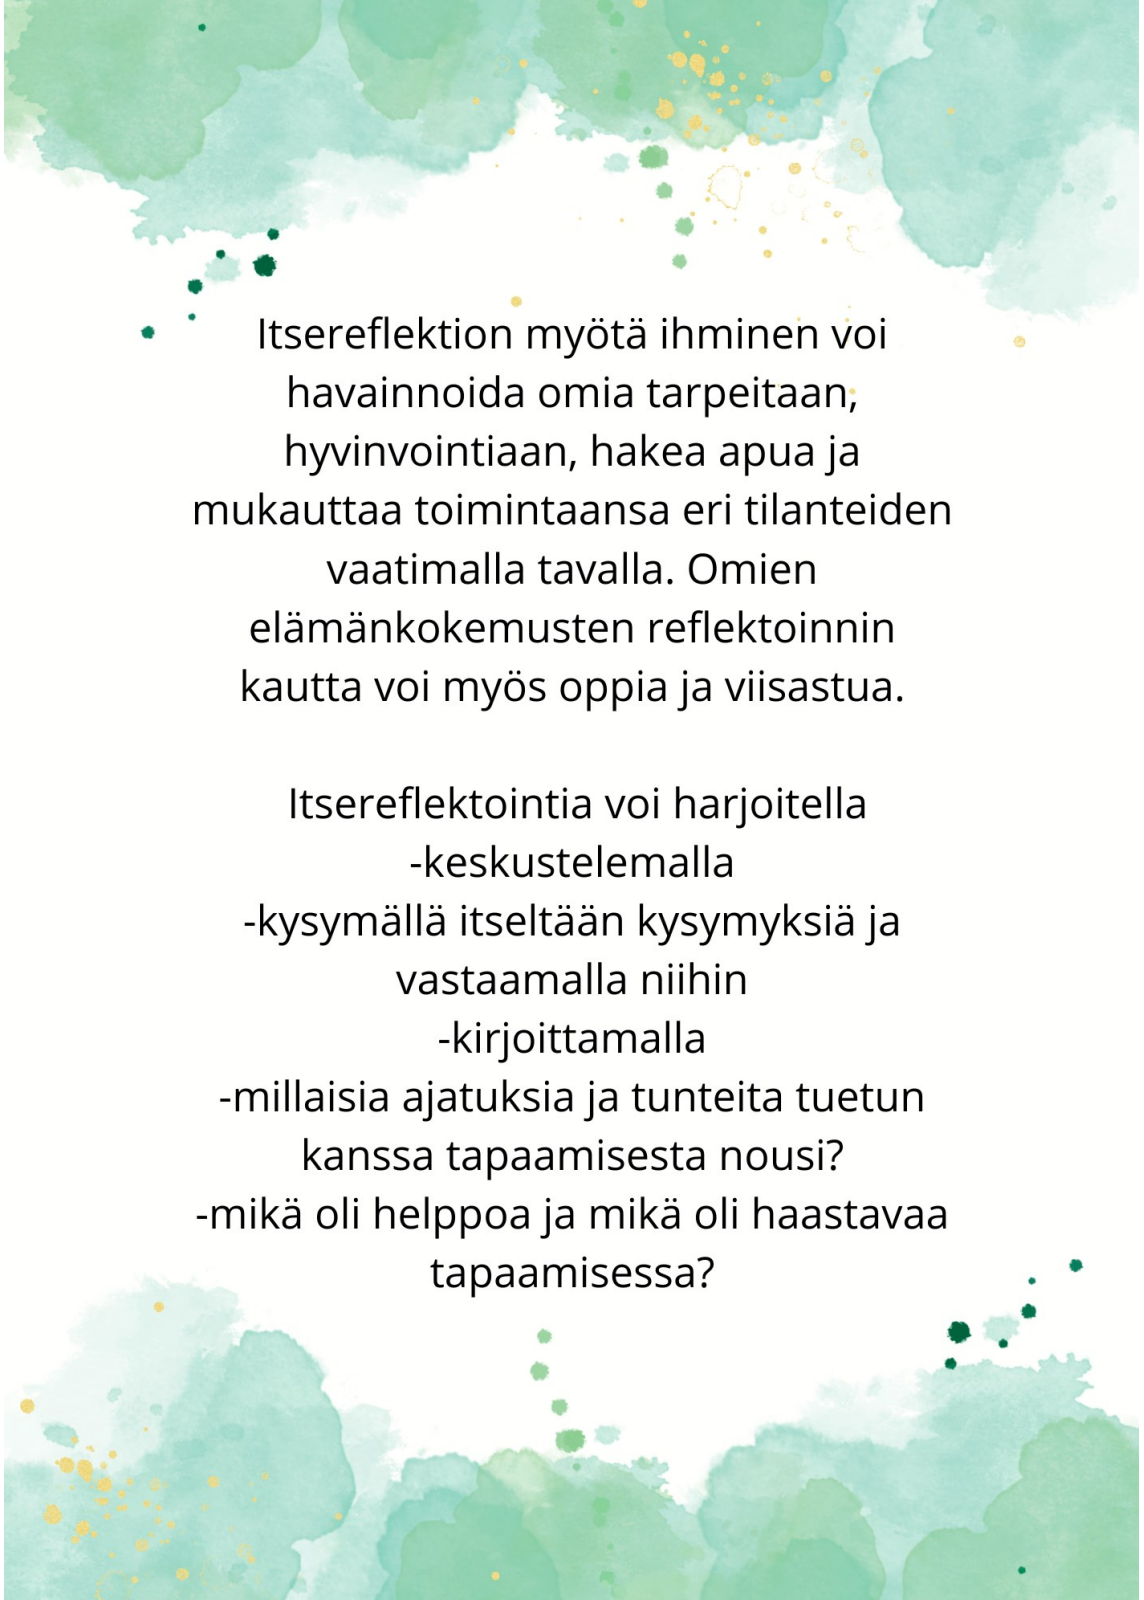 Itsereflektion myötä ihminen voi
havainnoida omia tarpeitaan,
hyvinvointiaan, hakea apua ja
mukauttaa toimintaansa eri tilanteiden
vaatimalla tavalla. Omien
elämänkokemusten reflektoinnin
kautta voi myös oppia ja viisastua.
Itsereflektointia voi harjoitella
-keskustelemalla
-kysymällä itseltään kysymyksiä ja
vastaamalla niihin
-kirjoittamalla
-millaisia ajatuksia ja tunteita tuetun
kanssa tapaamisesta nousi?
-mikä oli helppoa ja mikä oli haastavaa
tapaamisessa?